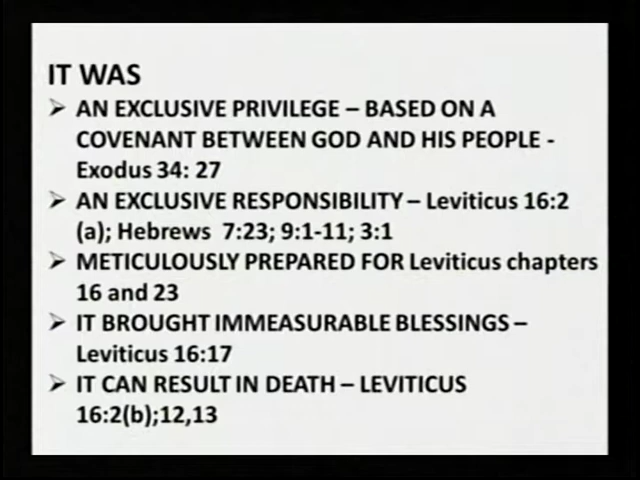 IT WAS
➢ AN EXCLUSIVE PRIVILEGE – BASED ON A
COVENANT BETWEEN GOD AND HIS PEOPLE -
Exodus 34: 27
➢ AN EXCLUSIVE RESPONSIBILITY – Leviticus 16:2
(a); Hebrews 7:23; 9:1-11; 3:1
➢ METICULOUSLY PREPARED FOR Leviticus chapters
16 and 23
➢ IT BROUGHT IMMEASURABLE BLESSINGS –
Leviticus 16:17
➢ IT CAN RESULT IN DEATH – LEVITICUS
16:2(b);12,13